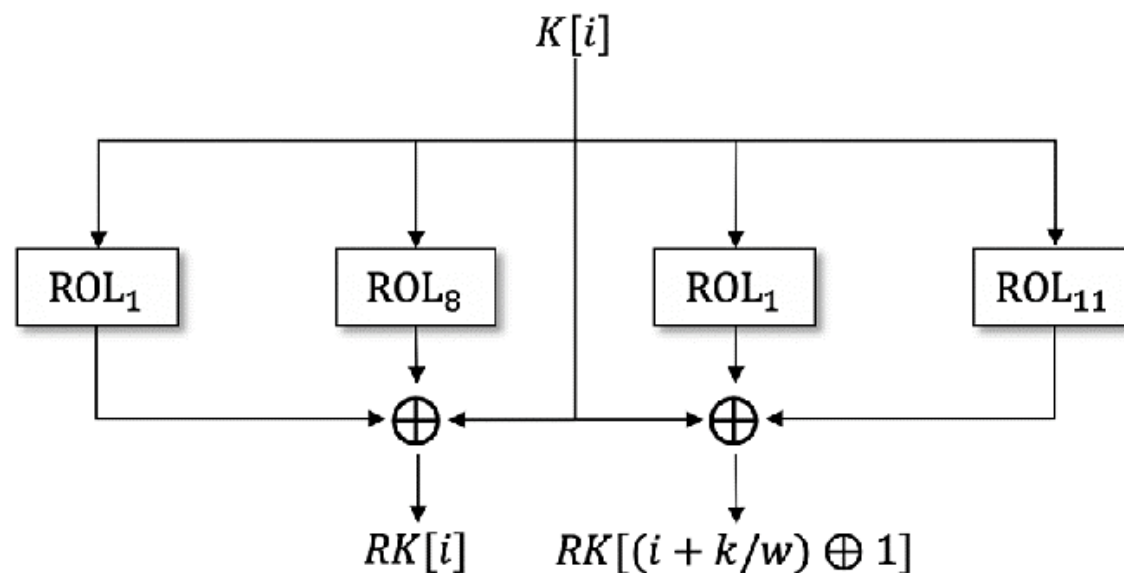 K[i]
ROL₁ ROL₈ ROL₁ ROL₁₁
⊕ ⊕
RK[i] RK[(i + k/w) ⊕ 1]